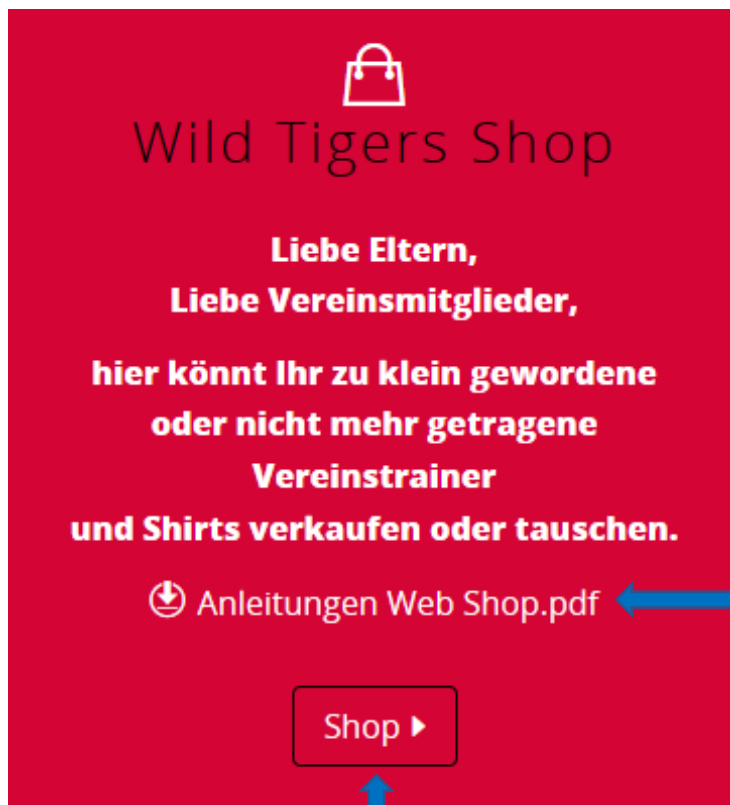 Wild Tigers Shop
Liebe Eltern,
Liebe Vereinsmitglieder,
hier könnt Ihr zu klein gewordene
oder nicht mehr getragene
Vereinstrainer
und Shirts verkaufen oder tauschen.
Anleitungen Web Shop.pdf
Shop